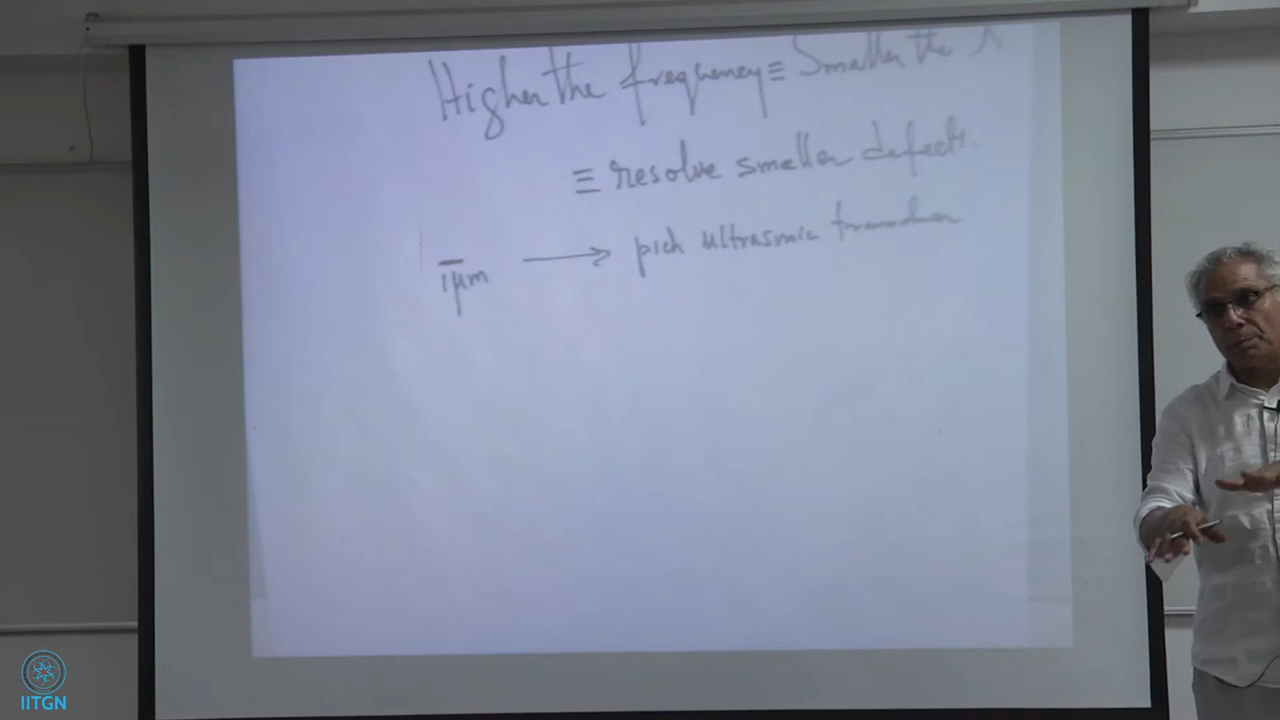 Higher the frequency ≡ Smaller the λ
≡ resolve smaller defects
1μm → pick ultrasonic transducer
IITGN